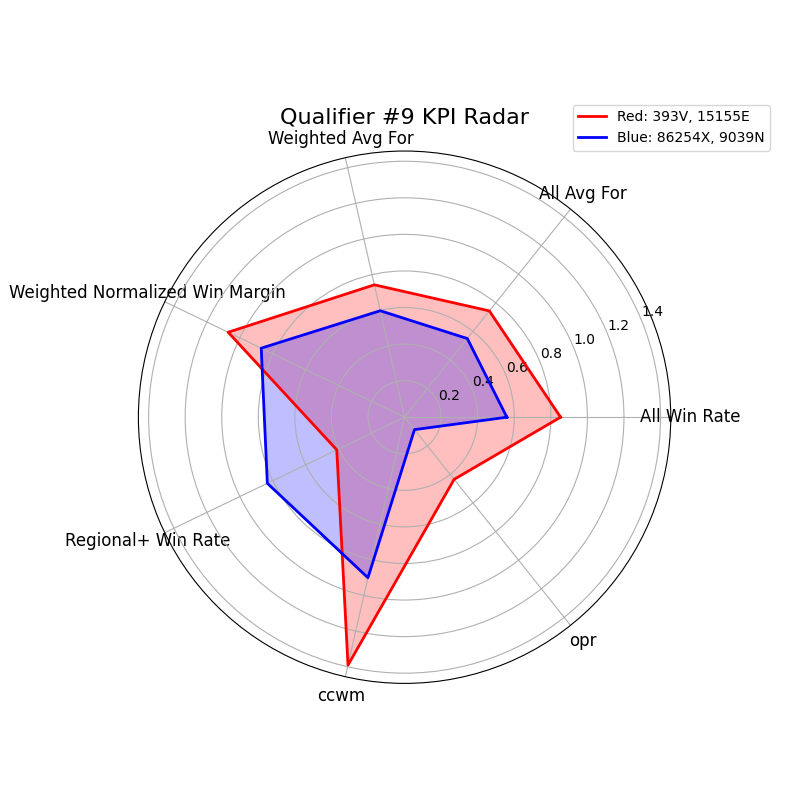 Qualifier #9 KPI Radar
Red: 393V, 15155E
Blue: 86254X, 9039N
Weighted Avg For
All Avg For
Weighted Normalized Win Margin
1.4
1.2
1.0
0.8
0.6
0.4
0.2
All Win Rate
Regional+ Win Rate
opr
ccwm